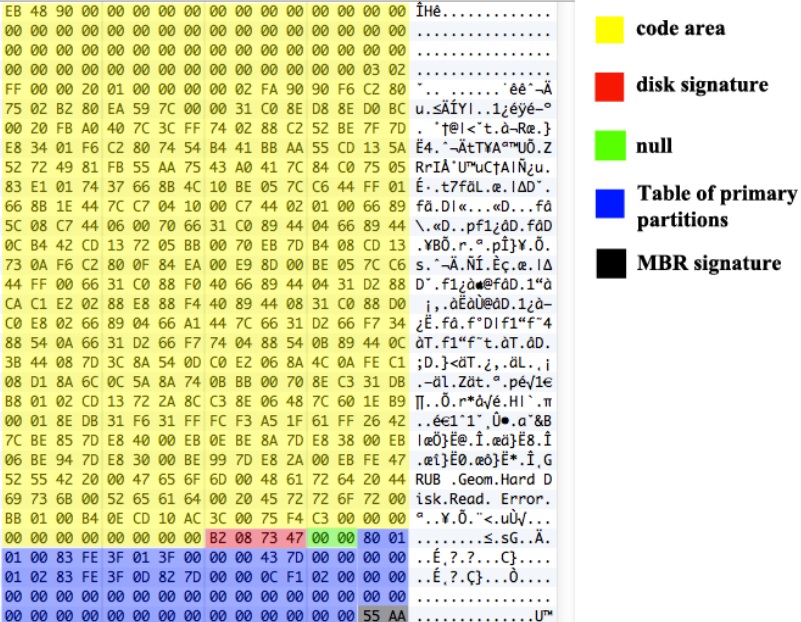 EB 48 90 00 00 00 00 00 00 00 00 00 00 00 00 00 ÎHê.............
00 00 00 00 00 00 00 00 00 00 00 00 00 00 00 00 ................
00 00 00 00 00 00 00 00 00 00 00 00 00 00 00 00 ................
00 00 00 00 00 00 00 00 00 00 00 00 00 00 03 02 ................
FF 00 00 20 01 00 00 00 00 02 FA 90 90 F6 C2 80 ˇ.. ......˙êêˆ¬Ä
75 02 B2 80 EA 59 7C 00 00 31 C0 8E D8 8E D0 BC u.≤ÄÍY|..1¿éÿé–º
00 20 FB A0 40 7C 3C FF 74 02 88 C2 52 BE 7F 7D . ˚†@|<ˇt.à¬Ræ.}
E8 34 01 F6 C2 80 74 54 B4 41 BB AA 55 CD 13 5A Ë4.ˆ¬ÄtT¥Aª™UÕ.Z
52 72 49 81 FB 55 AA 75 43 A0 41 7C 84 C0 75 05 RrIÅ˚U™uC†A|Ñ¿u.
83 E1 01 74 37 66 8B 4C 10 BE 05 7C C6 44 FF 01 É·.t7fãL.æ.|∆Dˇ.
66 8B 1E 44 7C C7 04 10 00 C7 44 02 01 00 66 89 fã.D|«...«D...fâ
5C 08 C7 44 06 00 70 66 31 C0 89 44 04 66 89 44 \.«D..pf1¿âD.fâD
0C B4 42 CD 13 72 05 BB 00 70 EB 7D B4 08 CD 13 .¥BÕ.r.ª.pÎ}¥.Õ.
73 0A F6 C2 80 0F 84 EA 00 E9 8D 00 BE 05 7C C6 s.ˆ¬Ä.ÑÍ.Èç.æ.|∆
44 FF 00 66 31 C0 88 F0 40 66 89 44 04 31 D2 88 Dˇ.f1¿à@fâD.1“à
CA C1 E2 02 88 E8 88 F4 40 89 44 08 31 C0 88 D0 ¡‚.àËàÙ@âD.1¿à–
C0 E8 02 66 89 04 66 A1 44 7C 66 31 D2 66 F7 34 ¿Ë.fâ.f°D|f1“f˜4
88 54 0A 66 31 D2 66 F7 74 04 88 54 0B 89 44 0C àT.f1“f˜t.àT.âD.
3B 44 08 7D 3C 8A 54 0D C0 E2 06 8A 4C 0A FE C1 ;D.}<äT.¿‚.äL.˛¡
08 D1 8A 6C 0C 5A 8A 74 0B BB 00 70 8E C3 31 DB .—äl.Zät.ª.pé√1€
B8 01 02 CD 13 72 2A 8C C3 8E 06 48 7C 60 1E B9 ∏..Õ.r*å√é.H|`.π
00 01 8E DB 31 F6 31 FF FC F3 A5 1F 61 FF 26 42 ..é€1ˆ1ˇ¸Û•.aˇ&B
7C BE 85 7D E8 40 00 EB 0E BE 8A 7D E8 38 00 EB |æÖ}Ë@.Î.æä}Ë8.Î
06 BE 94 7D E8 30 00 BE 99 7D E8 2A 00 EB FE 47 .æî}Ë0.æô}Ë*.Î˛G
52 55 42 20 00 47 65 6F 6D 00 48 61 72 64 20 44 RUB .Geom.Hard D
69 73 6B 00 52 65 61 64 00 20 45 72 72 6F 72 00 isk.Read. Error.
BB 01 00 B4 0E CD 10 AC 3C 00 75 F4 C3 00 00 00 ª..¥.Õ.¨<.uÙ√...
00 00 00 00 00 00 00 00 B2 08 73 47 00 00 80 01 ........≤.sG..Ä.
01 00 83 FE 3F 01 3F 00 00 00 43 7D 00 00 00 00 ..É˛?.?...C}....
01 02 83 FE 3F 0D 82 7D 00 00 0C F1 02 00 00 00 ..É˛?.Ç}...Ò....
00 00 00 00 00 00 00 00 00 00 00 00 00 00 00 00 ................
00 00 00 00 00 00 00 00 00 00 00 00 00 00 55 AA ..............U™
code area
disk signature
null
Table of primary
partitions
MBR signature